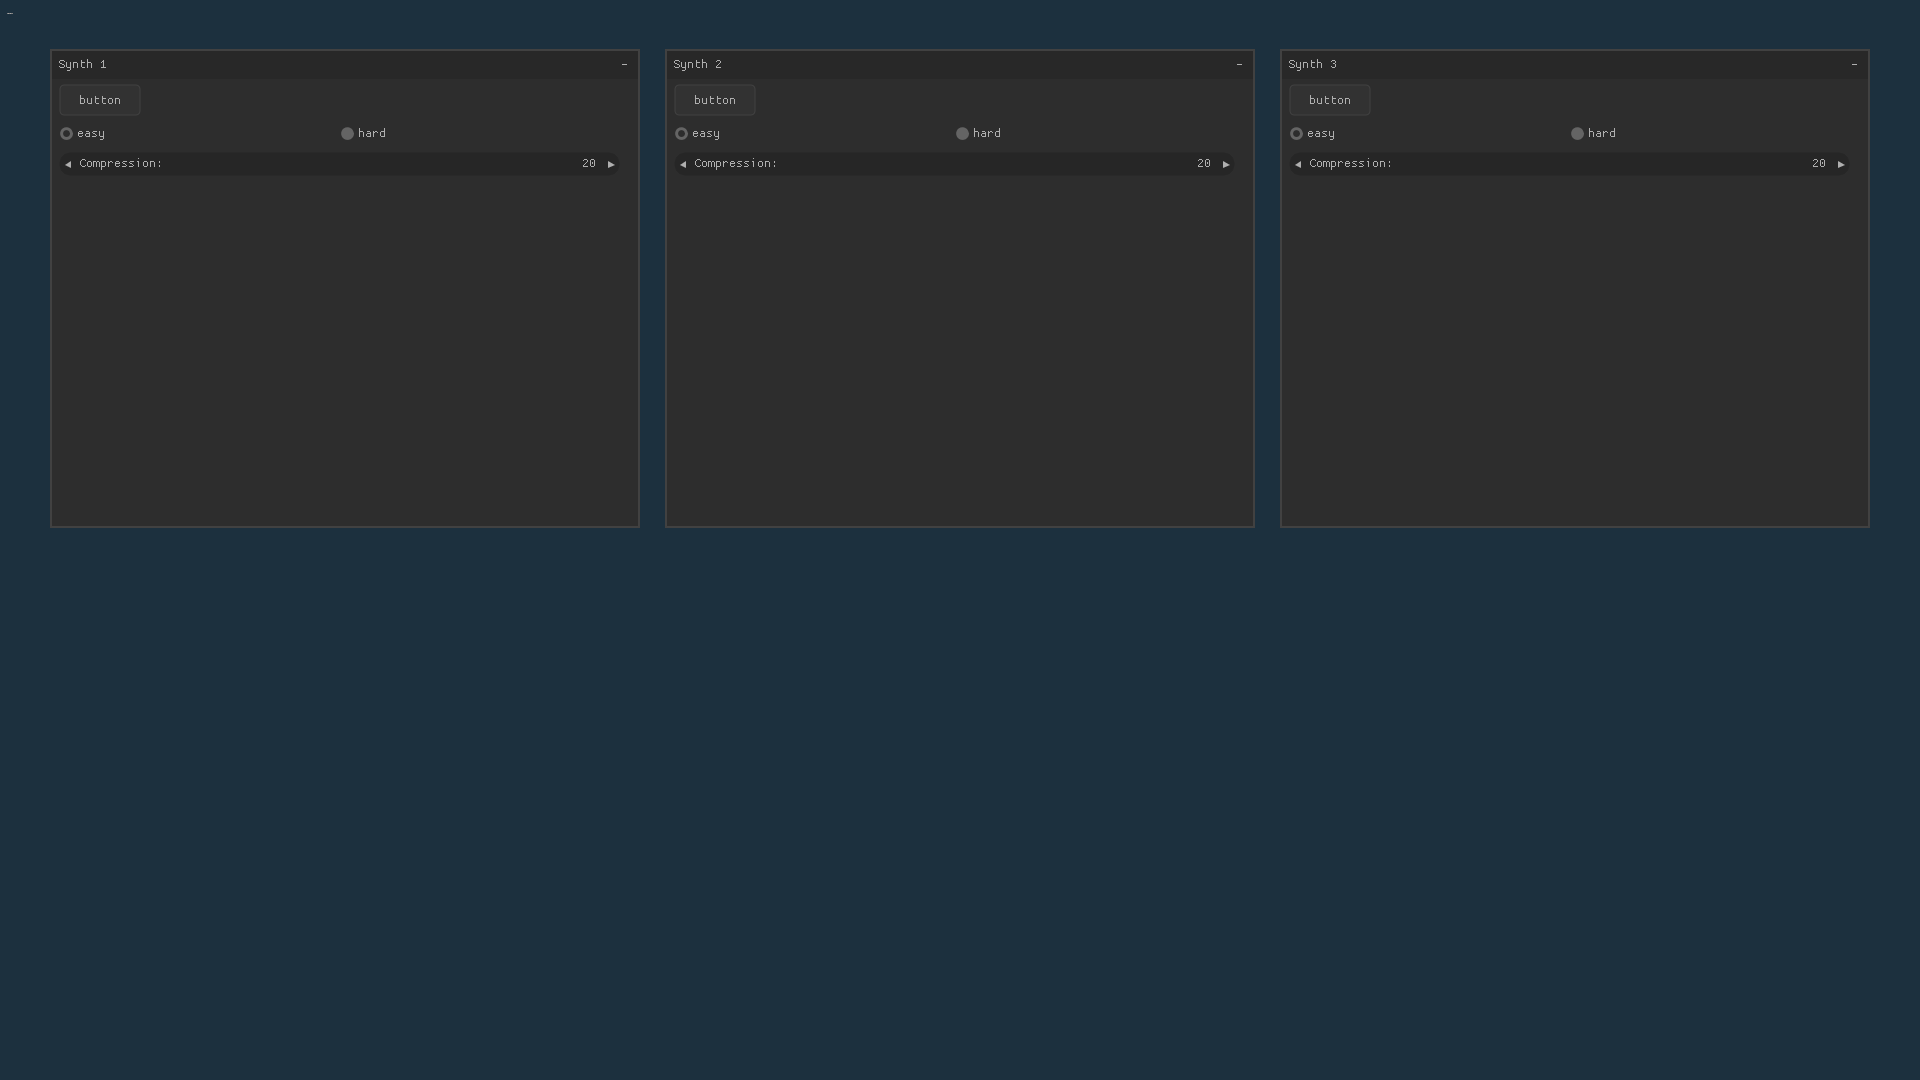 Synth 1 -
button
easy hard
Compression: 20
Synth 2 -
button
easy hard
Compression: 20
Synth 3 -
button
easy hard
Compression: 20